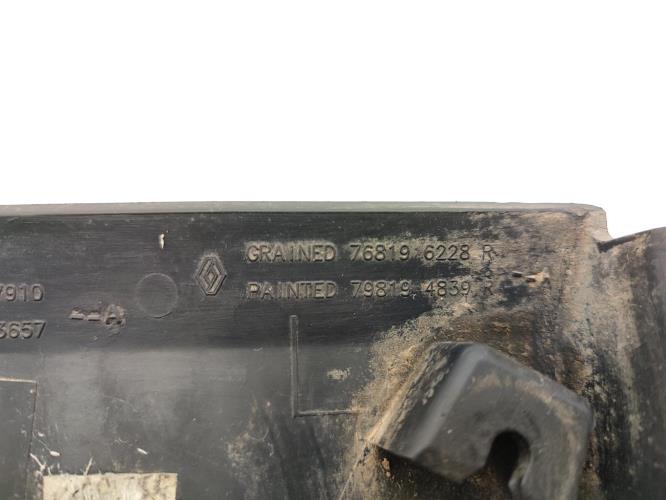 GRAINED 76819 6228 R
PAINTED 79819 4839 R
7910
--A
3657